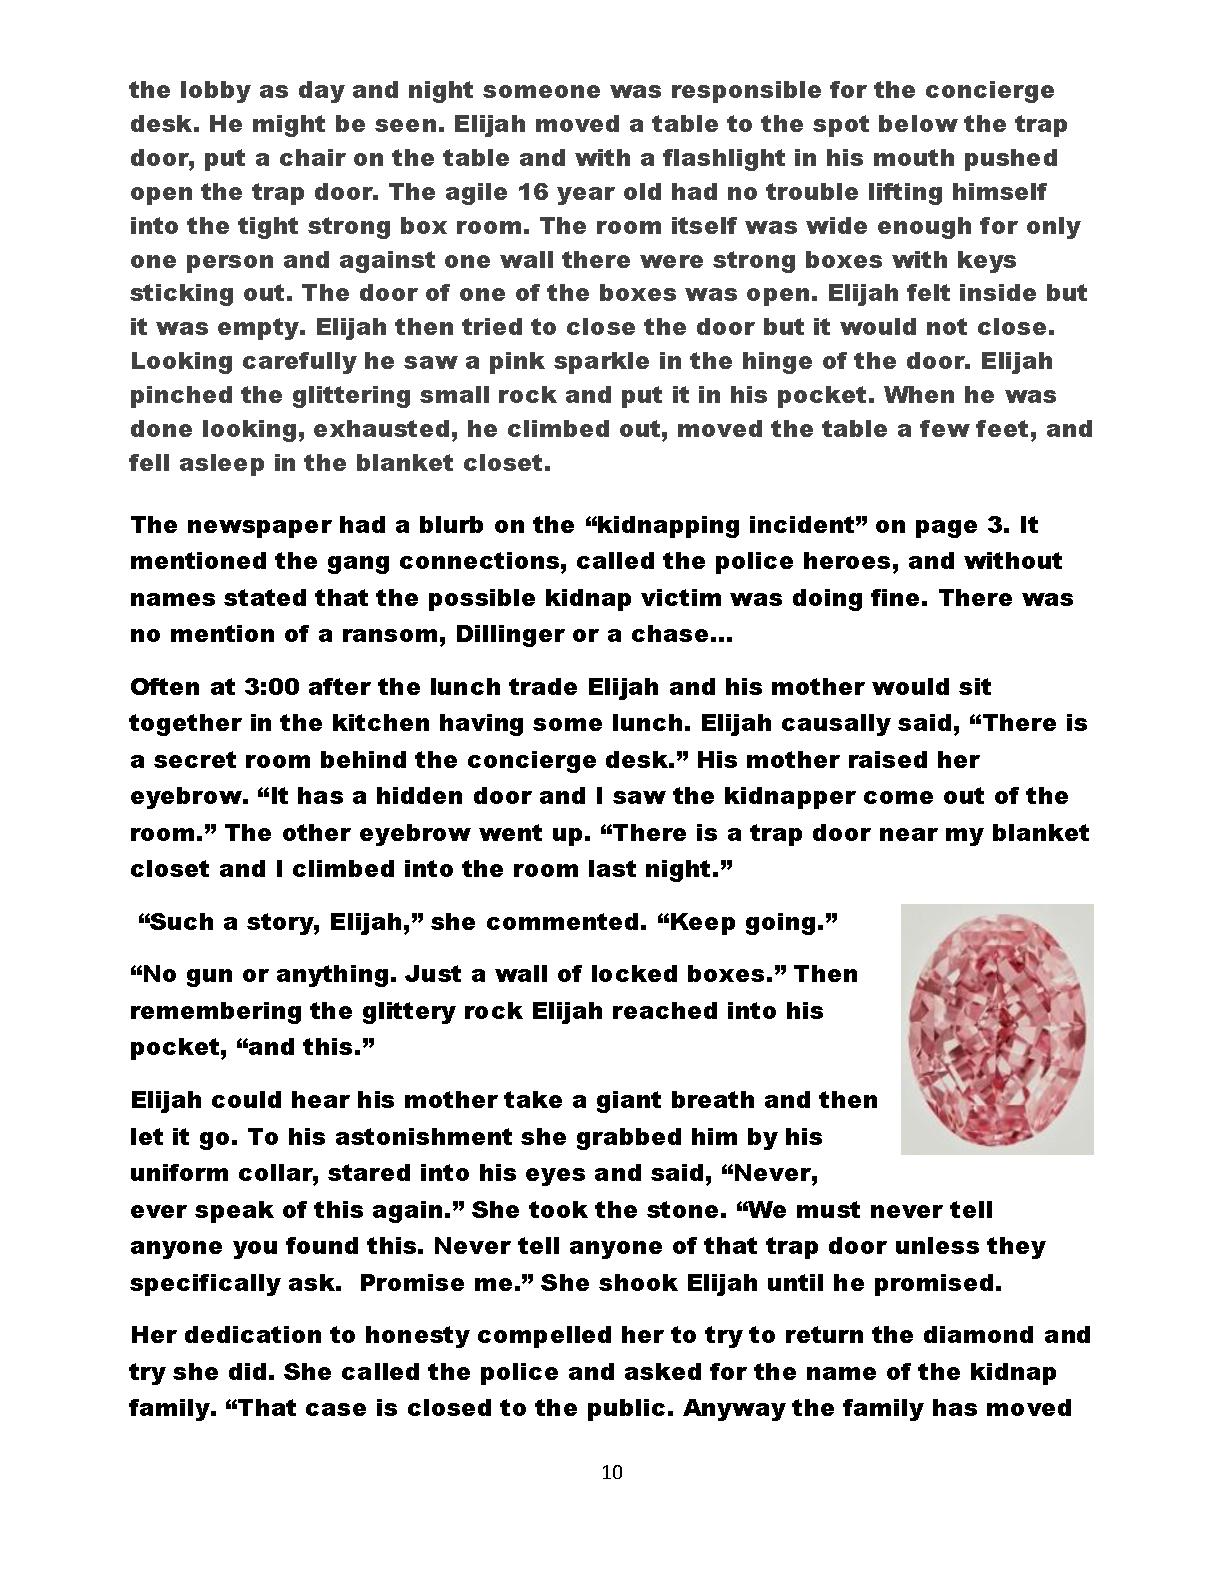 the lobby as day and night someone was responsible for the concierge
desk. He might be seen. Elijah moved a table to the spot below the trap
door, put a chair on the table and with a flashlight in his mouth pushed
open the trap door. The agile 16 year old had no trouble lifting himself
into the tight strong box room. The room itself was wide enough for only
one person and against one wall there were strong boxes with keys
sticking out. The door of one of the boxes was open. Elijah felt inside but
it was empty. Elijah then tried to close the door but it would not close.
Looking carefully he saw a pink sparkle in the hinge of the door. Elijah
pinched the glittering small rock and put it in his pocket. When he was
done looking, exhausted, he climbed out, moved the table a few feet, and
fell asleep in the blanket closet.
The newspaper had a blurb on the “kidnapping incident” on page 3. It
mentioned the gang connections, called the police heroes, and without
names stated that the possible kidnap victim was doing fine. There was
no mention of a ransom, Dillinger or a chase…
Often at 3:00 after the lunch trade Elijah and his mother would sit
together in the kitchen having some lunch. Elijah causally said, “There is
a secret room behind the concierge desk.” His mother raised her
eyebrow. “It has a hidden door and I saw the kidnapper come out of the
room.” The other eyebrow went up. “There is a trap door near my blanket
closet and I climbed into the room last night.”
“Such a story, Elijah,” she commented. “Keep going.”
“No gun or anything. Just a wall of locked boxes.” Then
remembering the glittery rock Elijah reached into his
pocket, “and this.”
Elijah could hear his mother take a giant breath and then
let it go. To his astonishment she grabbed him by his
uniform collar, stared into his eyes and said, “Never,
ever speak of this again.” She took the stone. “We must never tell
anyone you found this. Never tell anyone of that trap door unless they
specifically ask.  Promise me.” She shook Elijah until he promised.
Her dedication to honesty compelled her to try to return the diamond and
try she did. She called the police and asked for the name of the kidnap
family. “That case is closed to the public. Anyway the family has moved
10